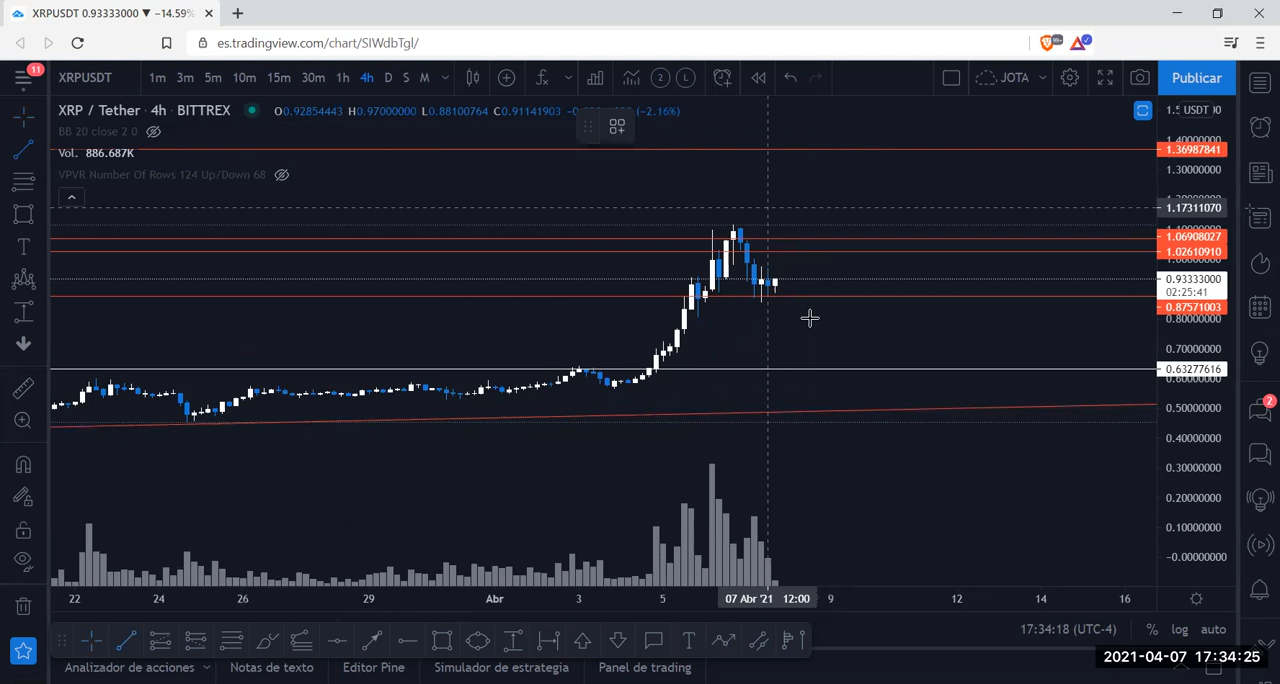 XRPUSDT 0.93333000 ▼ −14.59%
es.tradingview.com/chart/SIWdbTgl/
99+
11
XRPUSDT 1m 3m 5m 10m 15m 30m 1h 4h D S M 2 L JOTA Publicar
XRP / Tether · 4h · BITTREX O0.92854443 H0.97000000 L0.88100764 C0.91141903 (−2.16%)
USDT
BB 20 close 2 0
Vol. 886.687K
VPVR Number Of Rows 124 Up/Down 68
1.40000000
1.36987841
1.30000000
1.17311070
1.06908027
1.02610910
0.93333000
02:25:41
0.87571003
0.80000000
0.70000000
0.63277616
0.60000000
0.50000000
0.40000000
0.30000000
0.20000000
0.10000000
−0.00000000
2
22 24 26 29 Abr 3 5 07 Abr '21 12:00 9 12 14 16
17:34:18 (UTC-4) % log auto
T
Analizador de acciones Notas de texto Editor Pine Simulador de estrategia Panel de trading
2021-04-07 17:34:25